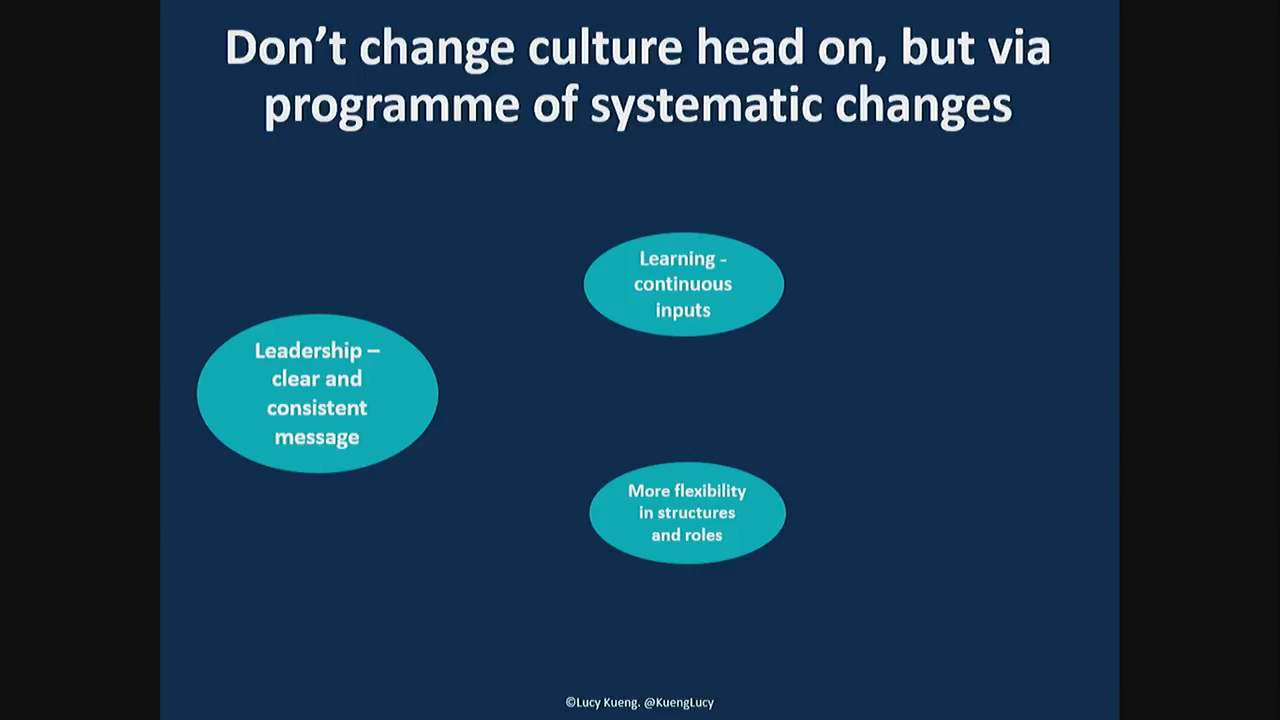 Don't change culture head on, but via
programme of systematic changes
Learning -
continuous
inputs
Leadership –
clear and
consistent
message
More flexibility
in structures
and roles
©Lucy Kueng. @KuengLucy